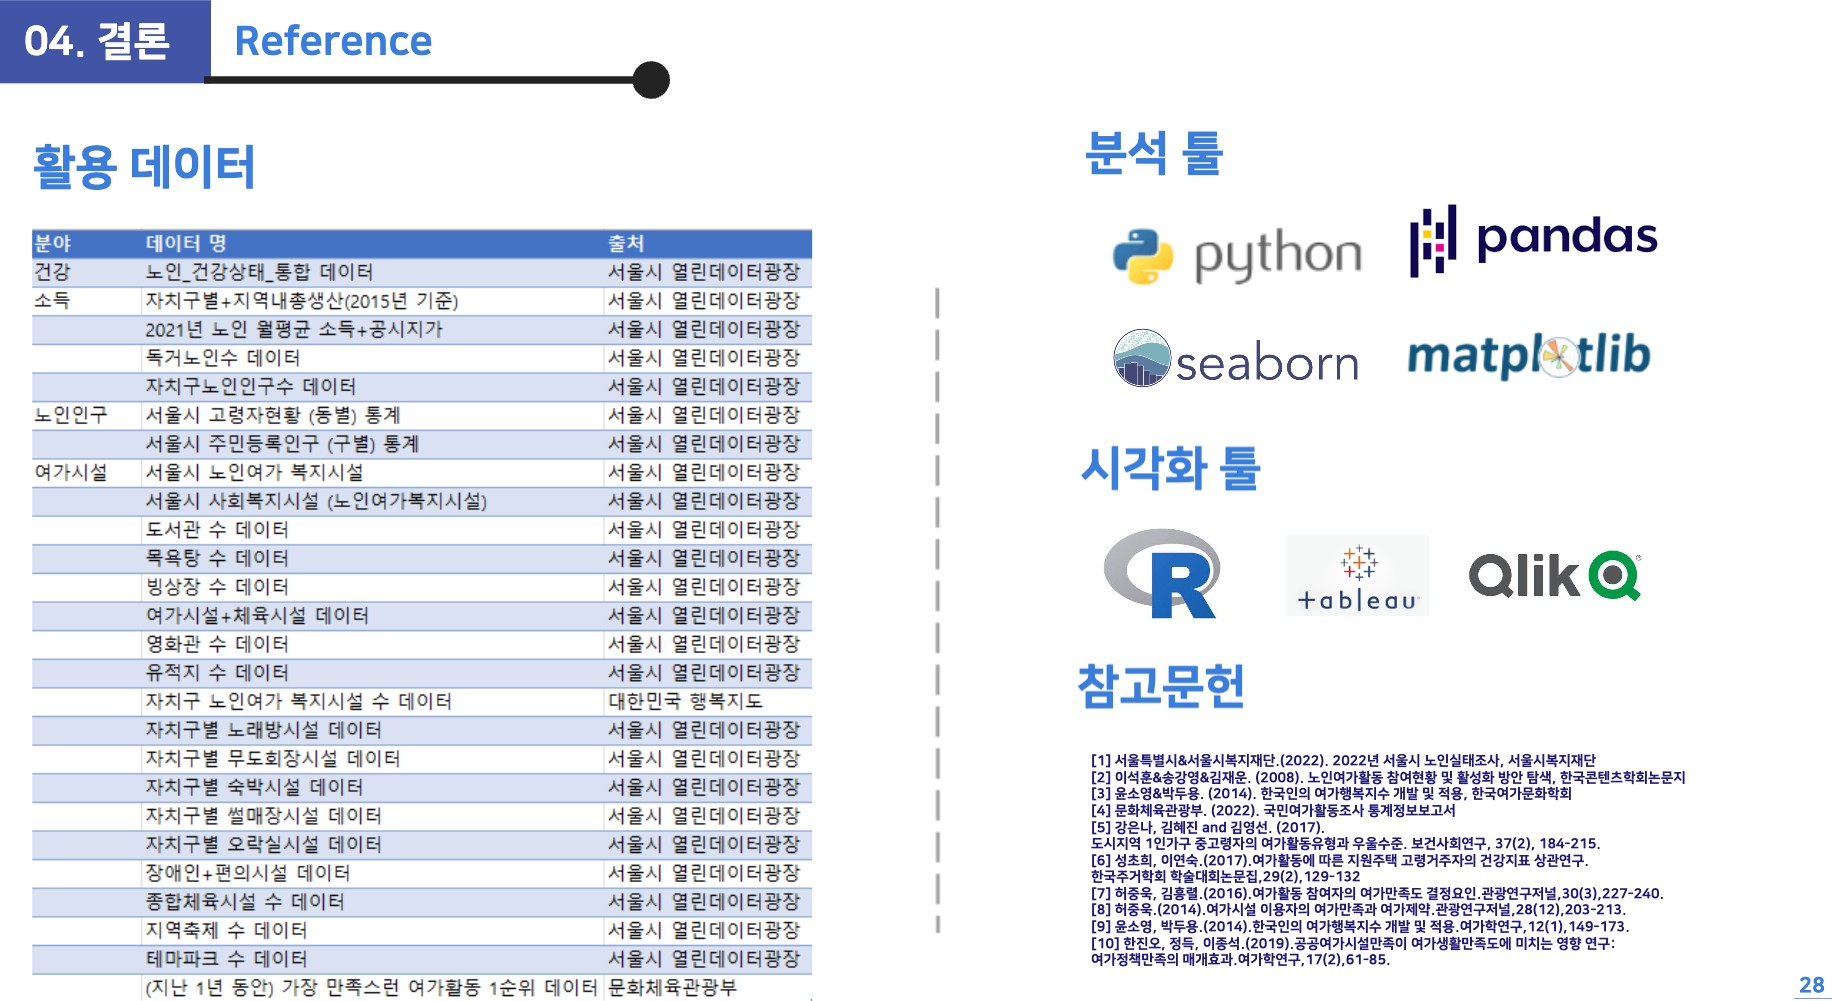 04. 결론
Reference
활용 데이터
분야 데이터 명 출처
건강 노인_건강상태_통합 데이터 서울시 열린데이터광장
소득 자치구별+지역내총생산(2015년 기준) 서울시 열린데이터광장
2021년 노인 월평균 소득+공시지가 서울시 열린데이터광장
독거노인수 데이터 서울시 열린데이터광장
자치구노인인구수 데이터 서울시 열린데이터광장
노인인구 서울시 고령자현황 (동별) 통계 서울시 열린데이터광장
서울시 주민등록인구 (구별) 통계 서울시 열린데이터광장
여가시설 서울시 노인여가 복지시설 서울시 열린데이터광장
서울시 사회복지시설 (노인여가복지시설) 서울시 열린데이터광장
도서관 수 데이터 서울시 열린데이터광장
목욕탕 수 데이터 서울시 열린데이터광장
빙상장 수 데이터 서울시 열린데이터광장
여가시설+체육시설 데이터 서울시 열린데이터광장
영화관 수 데이터 서울시 열린데이터광장
유적지 수 데이터 서울시 열린데이터광장
자치구 노인여가 복지시설 수 데이터 대한민국 행복지도
자치구별 노래방시설 데이터 서울시 열린데이터광장
자치구별 무도회장시설 데이터 서울시 열린데이터광장
자치구별 숙박시설 데이터 서울시 열린데이터광장
자치구별 썰매장시설 데이터 서울시 열린데이터광장
자치구별 오락실시설 데이터 서울시 열린데이터광장
장애인+편의시설 데이터 서울시 열린데이터광장
종합체육시설 수 데이터 서울시 열린데이터광장
지역축제 수 데이터 서울시 열린데이터광장
테마파크 수 데이터 서울시 열린데이터광장
(지난 1년 동안) 가장 만족스런 여가활동 1순위 데이터 문화체육관광부
분석 툴
python
pandas
seaborn
matplotlib
시각화 툴
R
+ableau
Qlik
참고문헌
[1] 서울특별시&서울시복지재단.(2022). 2022년 서울시 노인실태조사, 서울시복지재단
[2] 이석훈&송강영&김재운. (2008). 노인여가활동 참여현황 및 활성화 방안 탐색, 한국콘텐츠학회논문지
[3] 윤소영&박두용. (2014). 한국인의 여가행복지수 개발 및 적용, 한국여가문화학회
[4] 문화체육관광부. (2022). 국민여가활동조사 통계정보보고서
[5] 강은나, 김혜진 and 김영선. (2017).
도시지역 1인가구 중고령자의 여가활동유형과 우울수준. 보건사회연구, 37(2), 184-215.
[6] 성초희, 이연숙.(2017).여가활동에 따른 지원주택 고령거주자의 건강지표 상관연구.
한국주거학회 학술대회논문집,29(2),129-132
[7] 허중욱, 김흥렬.(2016).여가활동 참여자의 여가만족도 결정요인.관광연구저널,30(3),227-240.
[8] 허중욱.(2014).여가시설 이용자의 여가만족과 여가제약.관광연구저널,28(12),203-213.
[9] 윤소영, 박두용.(2014).한국인의 여가행복지수 개발 및 적용.여가학연구,12(1),149-173.
[10] 한진오, 정득, 이종석.(2019).공공여가시설만족이 여가생활만족도에 미치는 영향 연구:
여가정책만족의 매개효과.여가학연구,17(2),61-85.
28